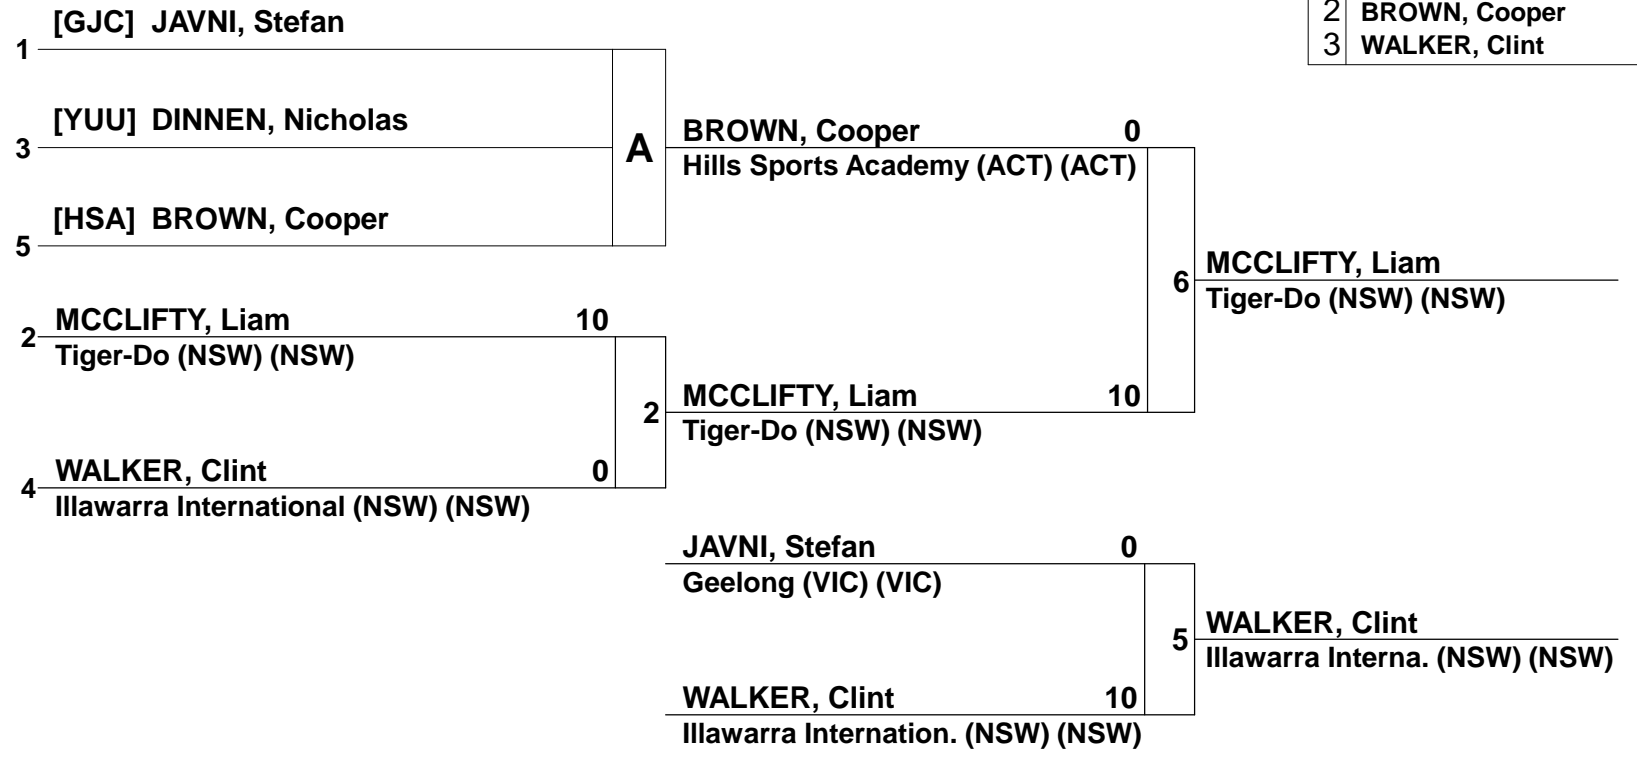 [GJC] JAVNI, Stefan
1
2 BROWN, Cooper
3 WALKER, Clint
[YUU] DINNEN, Nicholas
3
A
BROWN, Cooper 0
Hills Sports Academy (ACT) (ACT)
[HSA] BROWN, Cooper
5
MCCLIFTY, Liam
6
Tiger-Do (NSW) (NSW)
MCCLIFTY, Liam 10
2
Tiger-Do (NSW) (NSW)
2
MCCLIFTY, Liam 10
Tiger-Do (NSW) (NSW)
WALKER, Clint 0
4
Illawarra International (NSW) (NSW)
JAVNI, Stefan 0
Geelong (VIC) (VIC)
5
WALKER, Clint
Illawarra Interna. (NSW) (NSW)
WALKER, Clint 10
Illawarra Internation. (NSW) (NSW)